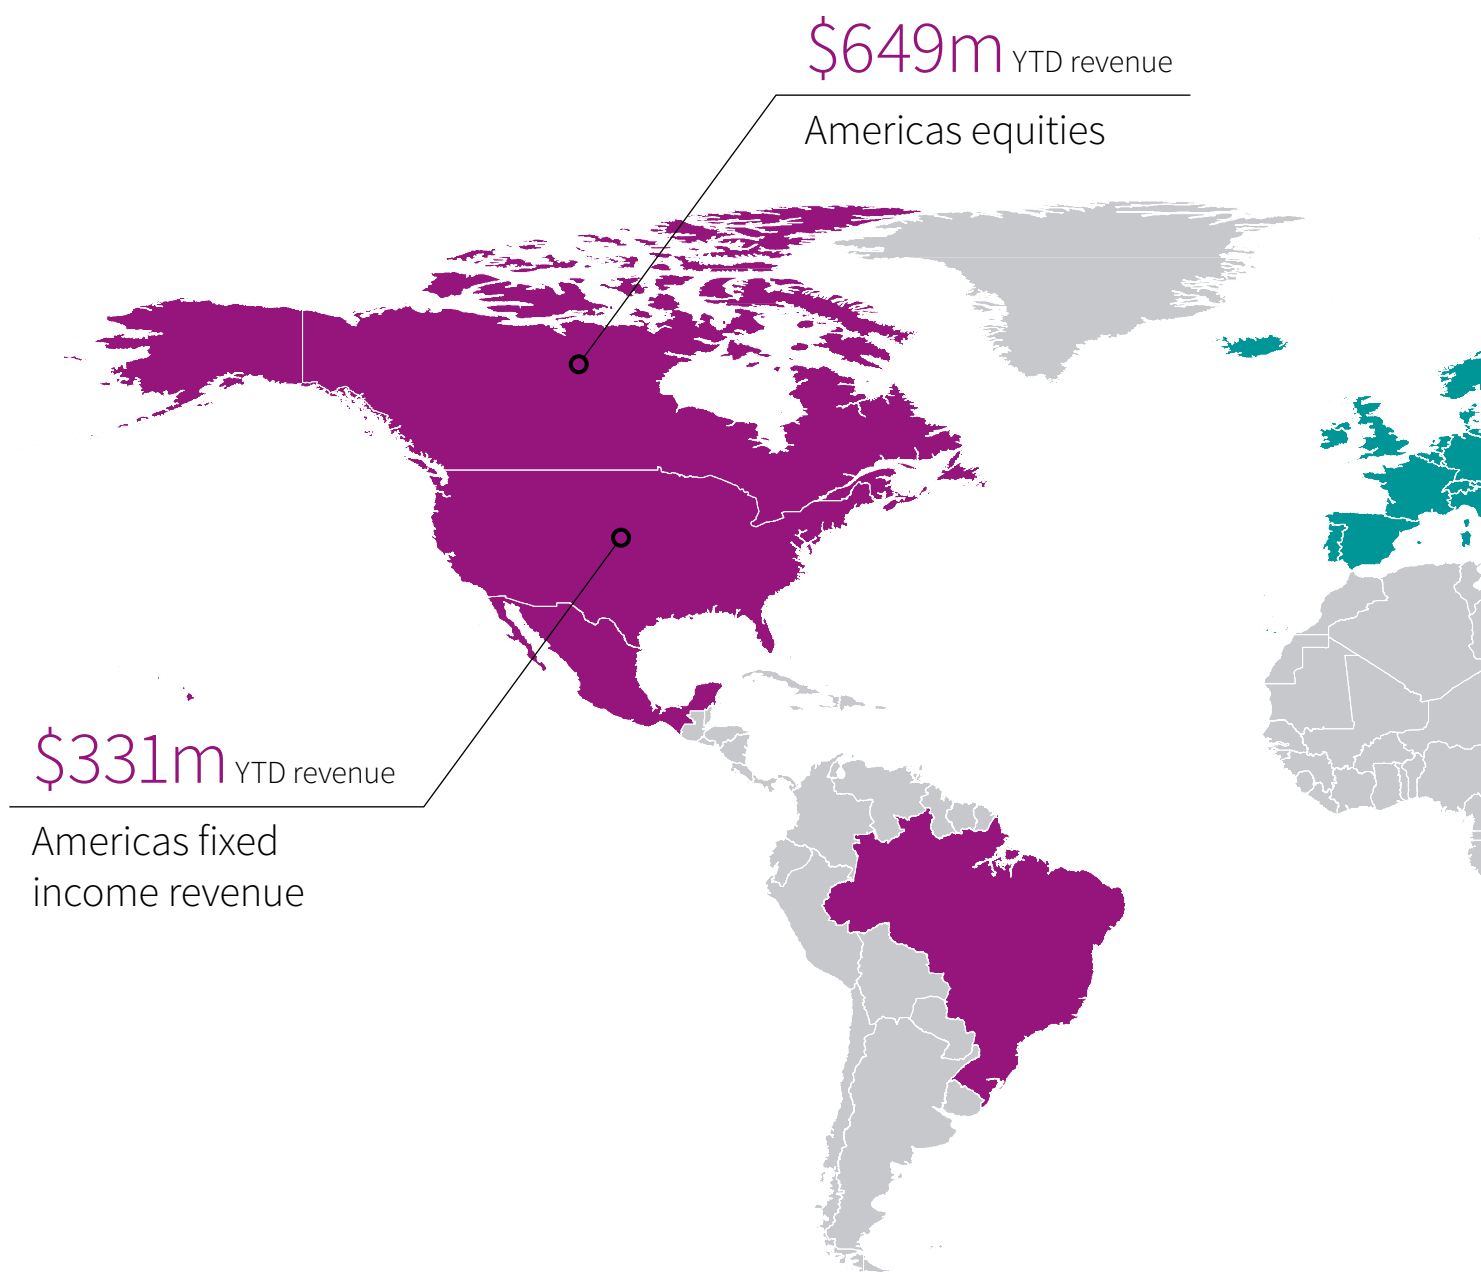 $649m YTD revenue
Americas equities
$331m YTD revenue
Americas fixed
income revenue